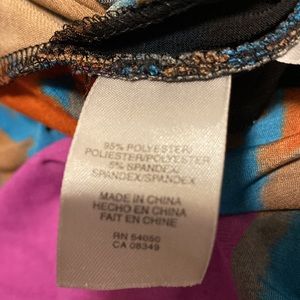 95% POLYESTER/
POLIESTER/POLYESTER
5% SPANDEX/
SPANDEX/SPANDEX
MADE IN CHINA
HECHO EN CHINA
FAIT EN CHINE
RN 54050
CA 08349